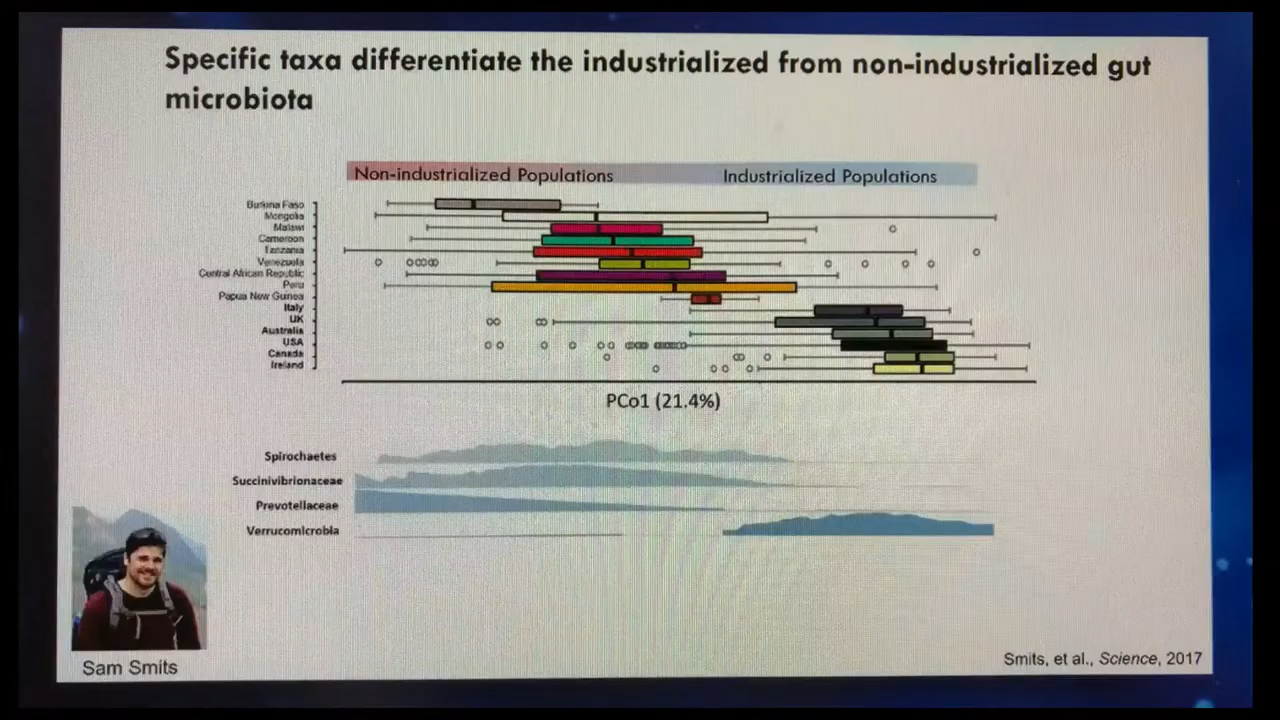 Specific taxa differentiate the industrialized from non-industrialized gut
microbiota
Non-industrialized Populations
Industrialized Populations
Burkina Faso
Mongolia
Malawi
Cameroon
Tanzania
Venezuela
Central African Republic
Peru
Papua New Guinea
Italy
UK
Australia
USA
Canada
Ireland
PCo1 (21.4%)
Spirochaetes
Succinivibrionaceae
Prevotellaceae
Verrucomicrobia
Sam Smits
Smits, et al., Science, 2017